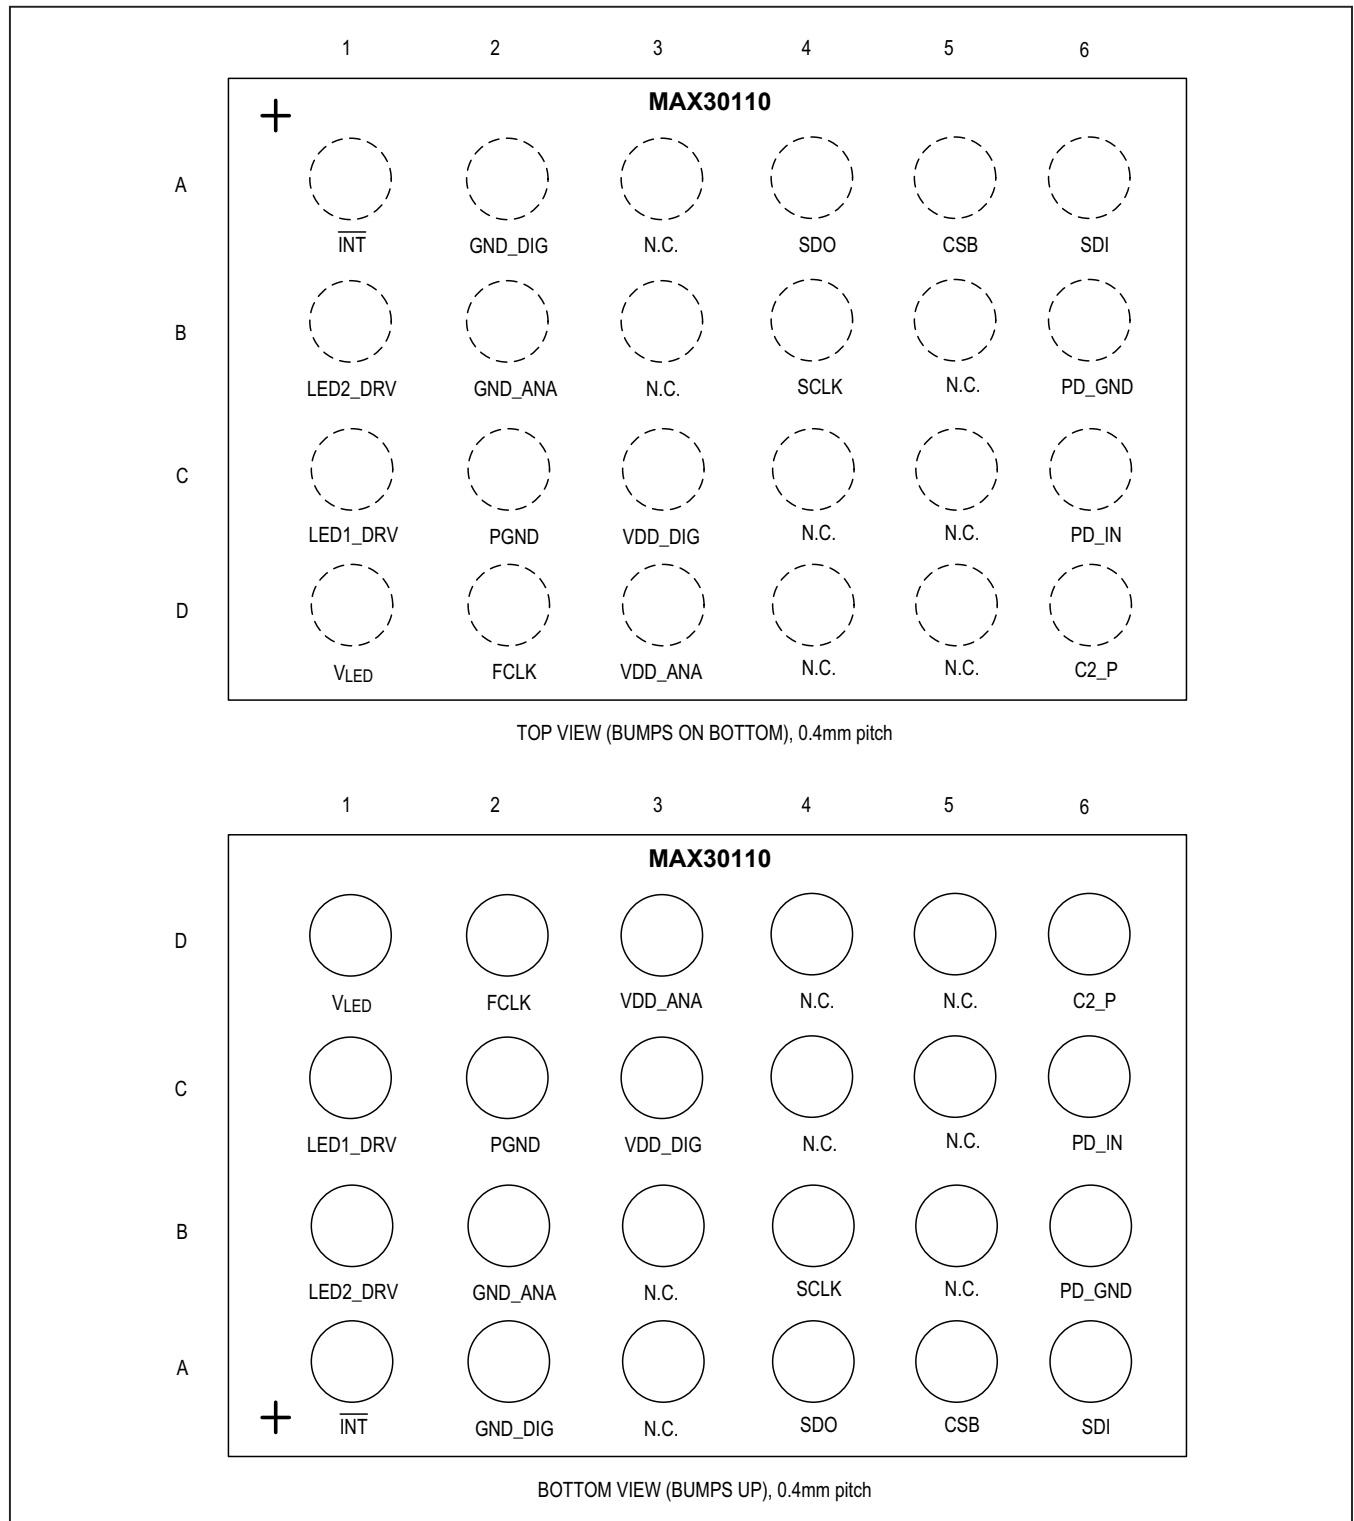 1 2 3 4 5 6
MAX30110
A
INT GND_DIG N.C. SDO CSB SDI
B
LED2_DRV GND_ANA N.C. SCLK N.C. PD_GND
C
LED1_DRV PGND VDD_DIG N.C. N.C. PD_IN
D
VLED FCLK VDD_ANA N.C. N.C. C2_P
TOP VIEW (BUMPS ON BOTTOM), 0.4mm pitch
1 2 3 4 5 6
MAX30110
D
VLED FCLK VDD_ANA N.C. N.C. C2_P
C
LED1_DRV PGND VDD_DIG N.C. N.C. PD_IN
B
LED2_DRV GND_ANA N.C. SCLK N.C. PD_GND
A
INT GND_DIG N.C. SDO CSB SDI
BOTTOM VIEW (BUMPS UP), 0.4mm pitch